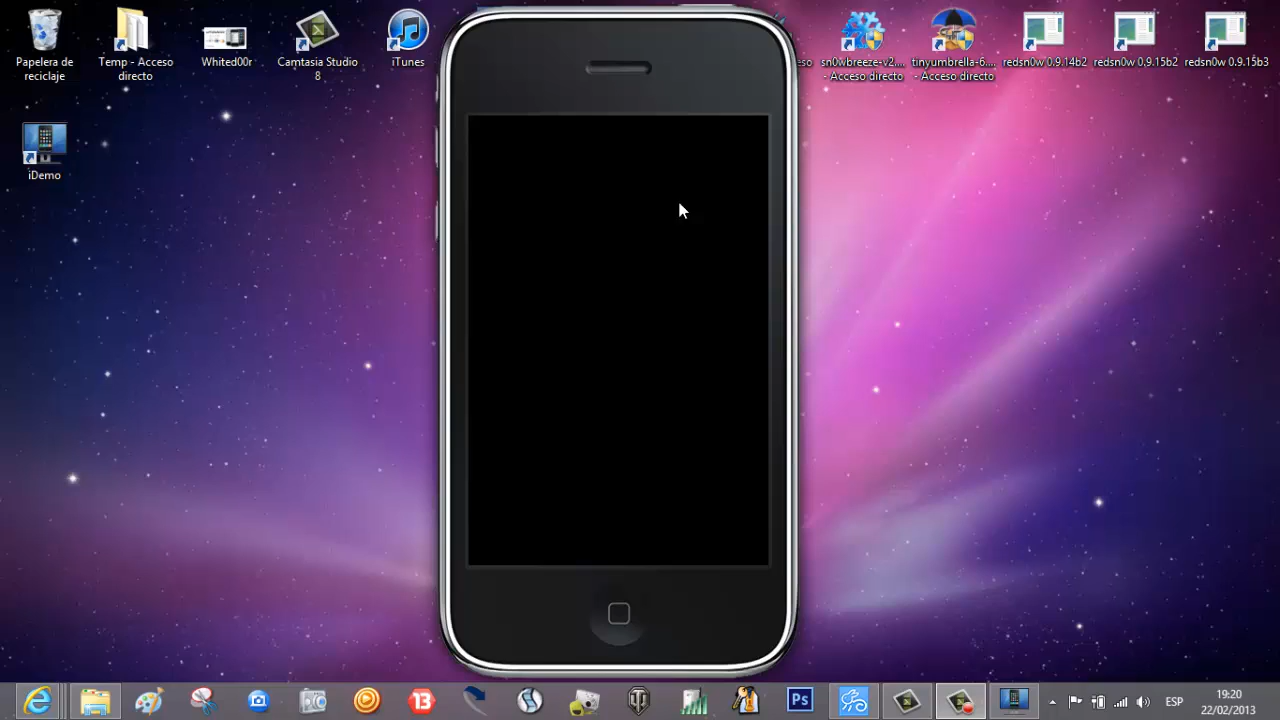 Papelera de
reciclaje
Temp - Acceso
directo
Whited00r
Camtasia Studio
8
iTunes
sn0wbreeze-v2....
- Acceso directo
tinyumbrella-6....
- Acceso directo
redsn0w 0.9.14b2
redsn0w 0.9.15b2
redsn0w 0.9.15b3
iDemo
13
Ps
ESP
19:20
22/02/2013